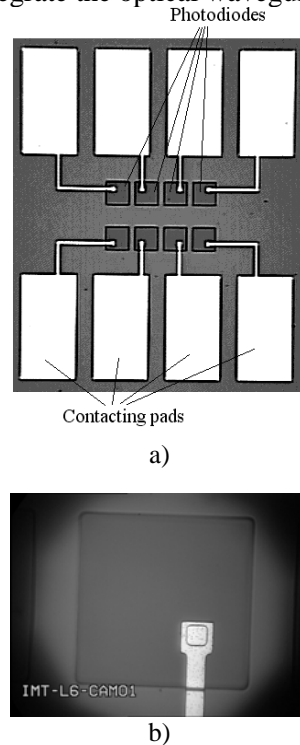 Photodiodes
Contacting pads
a)
IMT-L6-CAM01
b)